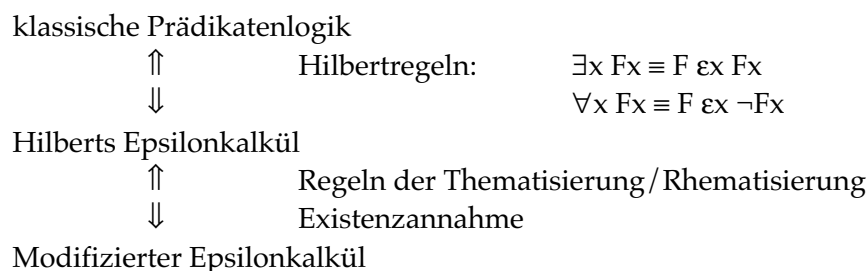 klassische Prädikatenlogik
⇑ Hilbertregeln: ∃x Fx ≡ F εx Fx
⇓ ∀x Fx ≡ F εx ¬Fx
Hilberts Epsilonkalkül
⇑ Regeln der Thematisierung/Rhematisierung
⇓ Existenzannahme
Modifizierter Epsilonkalkül